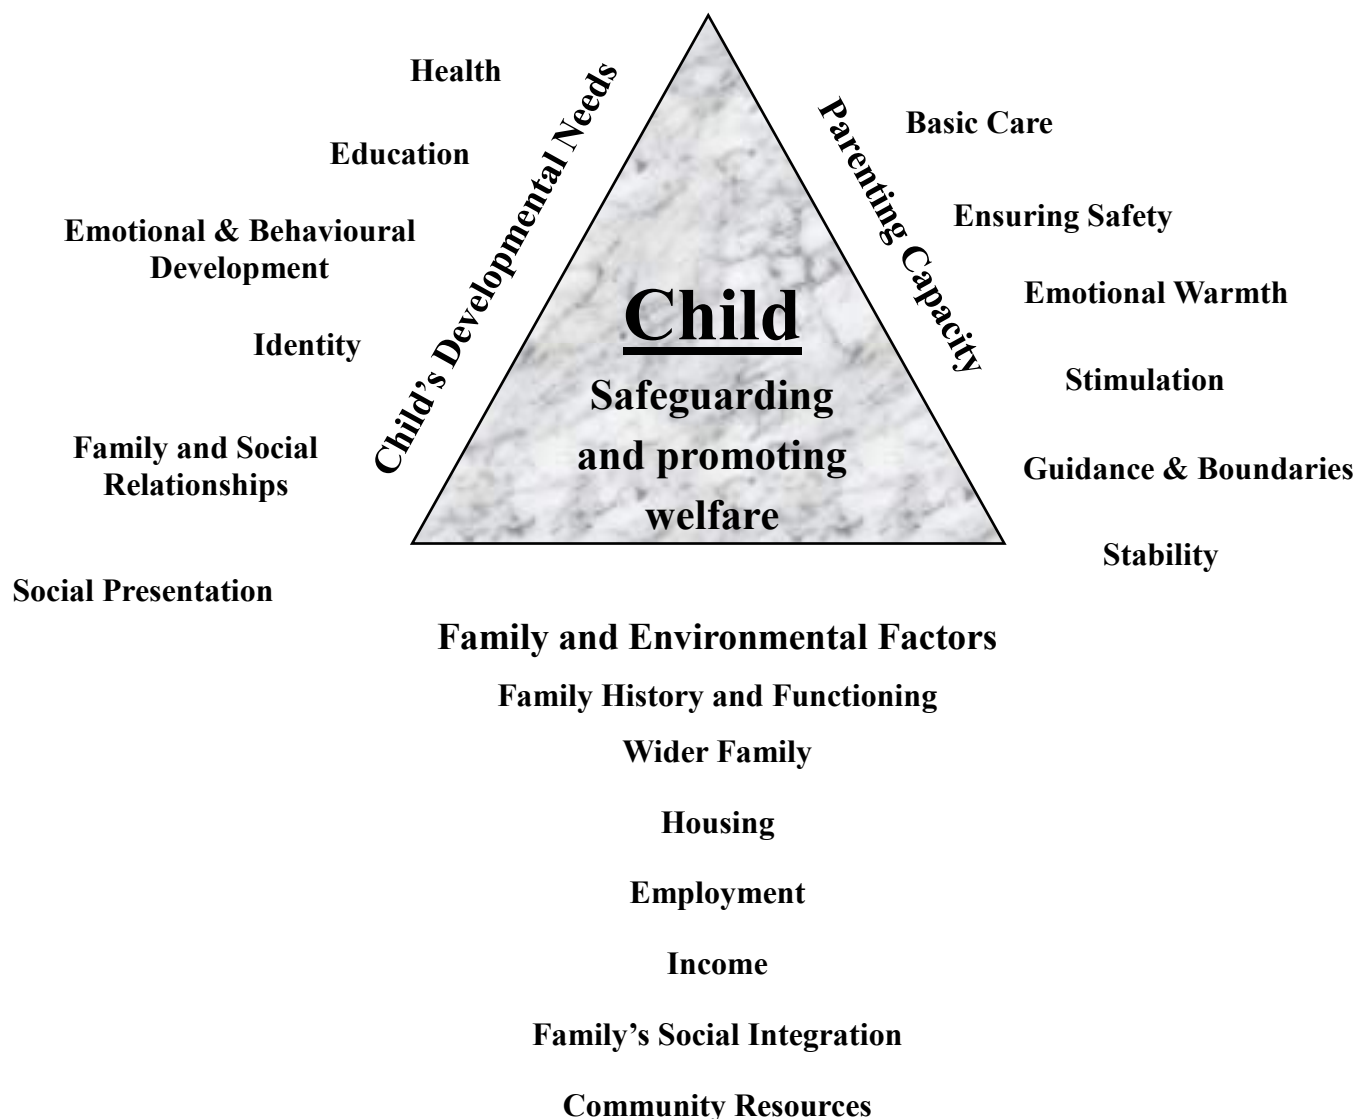 Health
Education
Emotional & Behavioural
Development
Identity
Family and Social
Relationships
Social Presentation
Child’s Developmental Needs
Child
Safeguarding
and promoting
welfare
Parenting Capacity
Basic Care
Ensuring Safety
Emotional Warmth
Stimulation
Guidance & Boundaries
Stability
Family and Environmental Factors
Family History and Functioning
Wider Family
Housing
Employment
Income
Family’s Social Integration
Community Resources